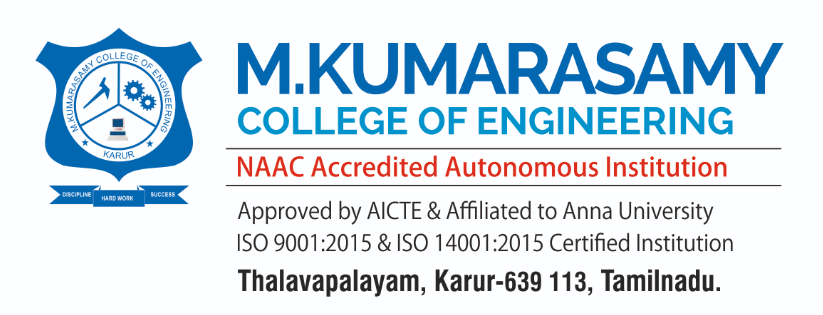 M.KUMARASAMY COLLEGE OF ENGINEERING
KARUR
DISCIPLINE
HARD WORK
SUCCESS
M.KUMARASAMY
COLLEGE OF ENGINEERING
NAAC Accredited Autonomous Institution
Approved by AICTE & Affiliated to Anna University
ISO 9001:2015 & ISO 14001:2015 Certified Institution
Thalavapalayam, Karur-639 113, Tamilnadu.